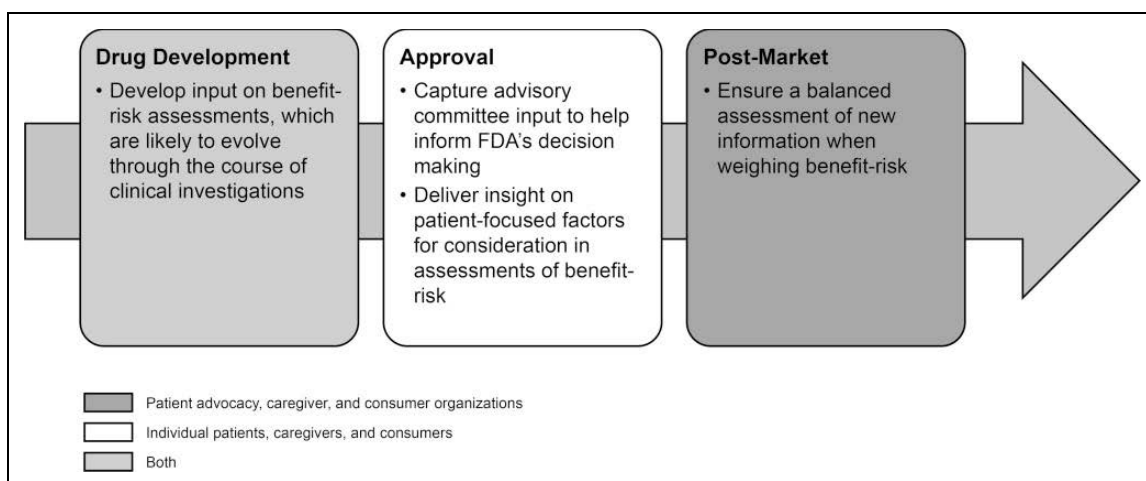 Drug Development
• Develop input on benefit-
risk assessments, which
are likely to evolve
through the course of
clinical investigations
Approval
• Capture advisory
committee input to help
inform FDA's decision
making
• Deliver insight on
patient-focused factors
for consideration in
assessments of benefit-
risk
Post-Market
• Ensure a balanced
assessment of new
information when
weighing benefit-risk
Patient advocacy, caregiver, and consumer organizations
Individual patients, caregivers, and consumers
Both